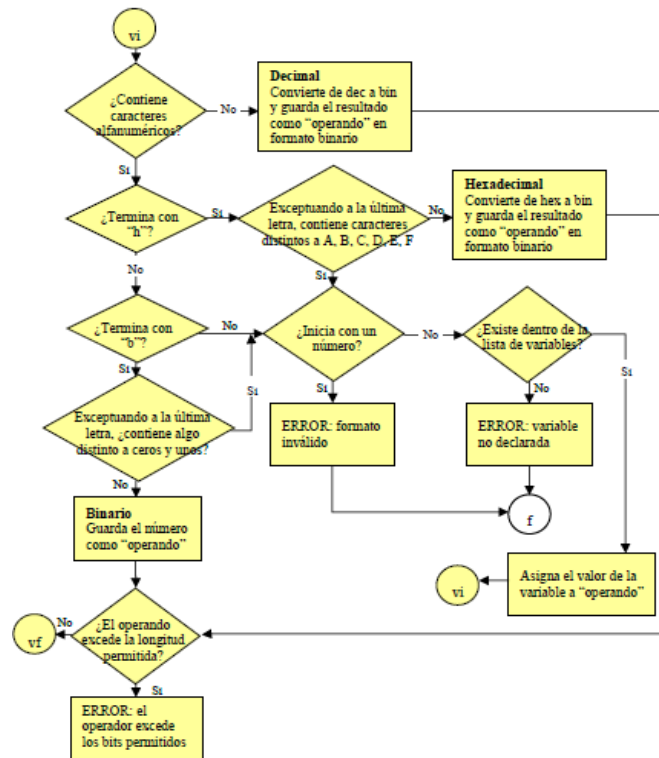 vi
¿Contiene
caracteres
alfanuméricos?
No
Decimal
Convierte de dec a bin
y guarda el resultado
como “operando” en
formato binario
Sí
¿Termina con
“h”?
Sí
Exceptuando a la última
letra, contiene caracteres
distintos a A, B, C, D, E, F
No
Hexadecimal
Convierte de hex a bin
y guarda el resultado
como “operando” en
formato binario
No
Sí
¿Termina con
“b”?
No
¿Inicia con un
número?
No
¿Existe dentro de la
lista de variables?
Sí
Sí
Sí
Sí
No
Exceptuando a la última
letra, ¿contiene algo
distinto a ceros y unos?
ERROR: formato
inválido
ERROR: variable
no declarada
No
Binario
Guarda el número
como “operando”
f
vi
Asigna el valor de la
variable a “operando”
¿El operando
excede la longitud
permitida?
No
vf
Sí
ERROR: el
operador excede
los bits permitidos